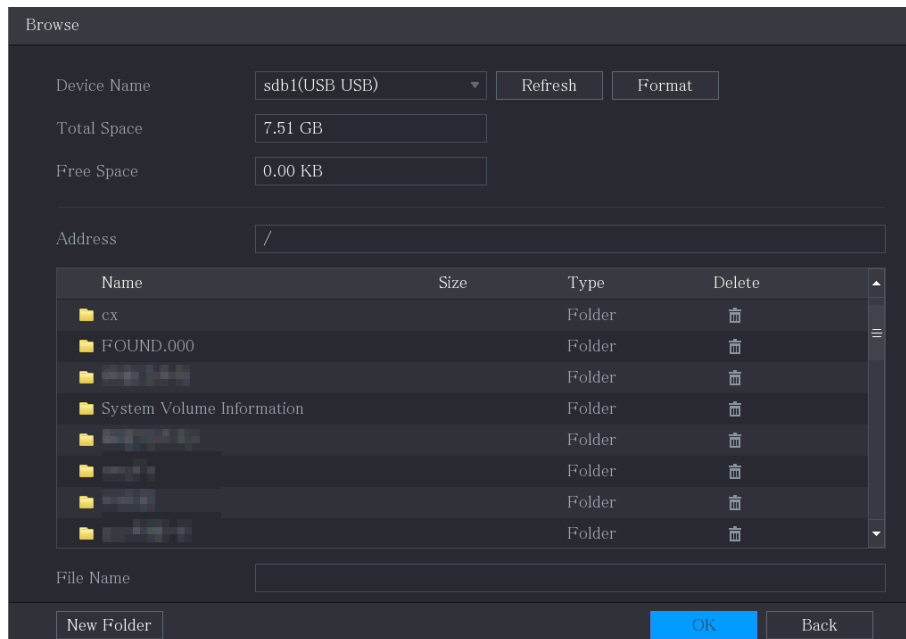 Browse
Device Name sdb1(USB USB) Refresh Format
Total Space 7.51 GB
Free Space 0.00 KB
Address /
Name Size Type Delete
cx Folder
FOUND.000 Folder
Folder
System Volume Information Folder
Folder
Folder
Folder
Folder
File Name
New Folder OK Back